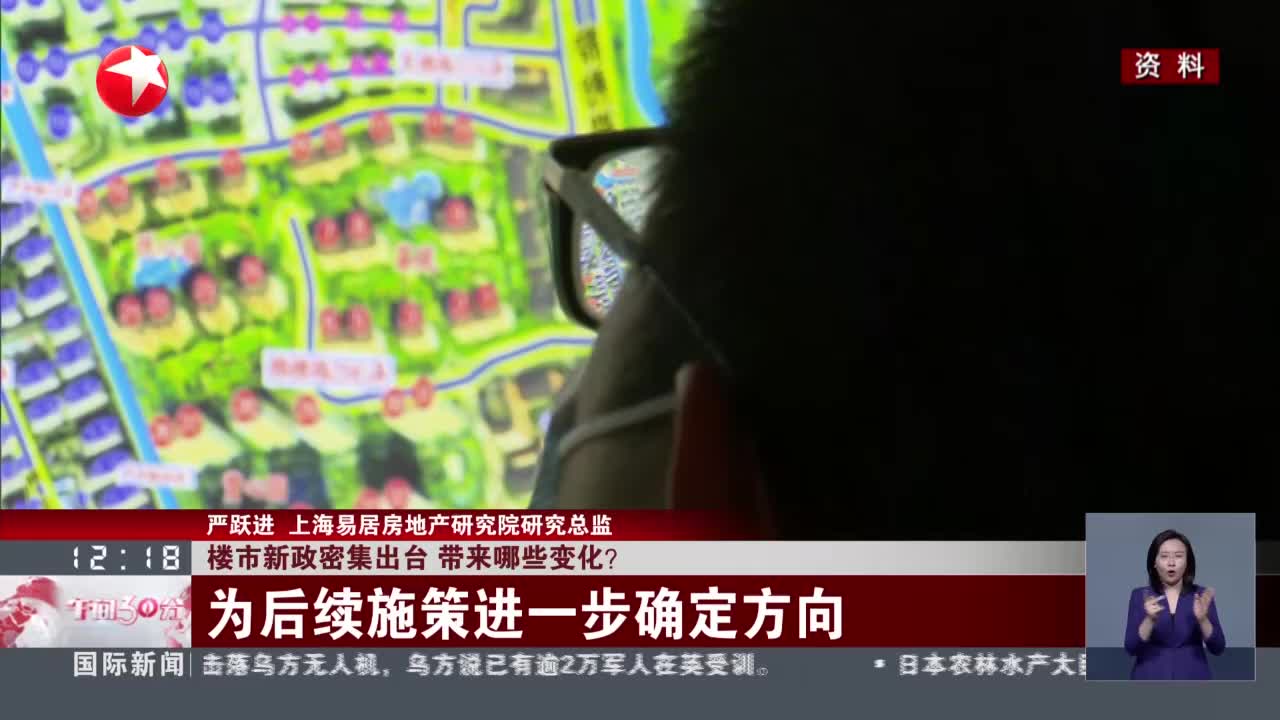 资 料
严跃进 上海易居房地产研究院研究总监
12:18
楼市新政密集出台 带来哪些变化?
午间30分
为后续施策进一步确定方向
国际新闻
击落乌方无人机，乌方说已有逾2万军人在英受训。
* 日本农林水产大